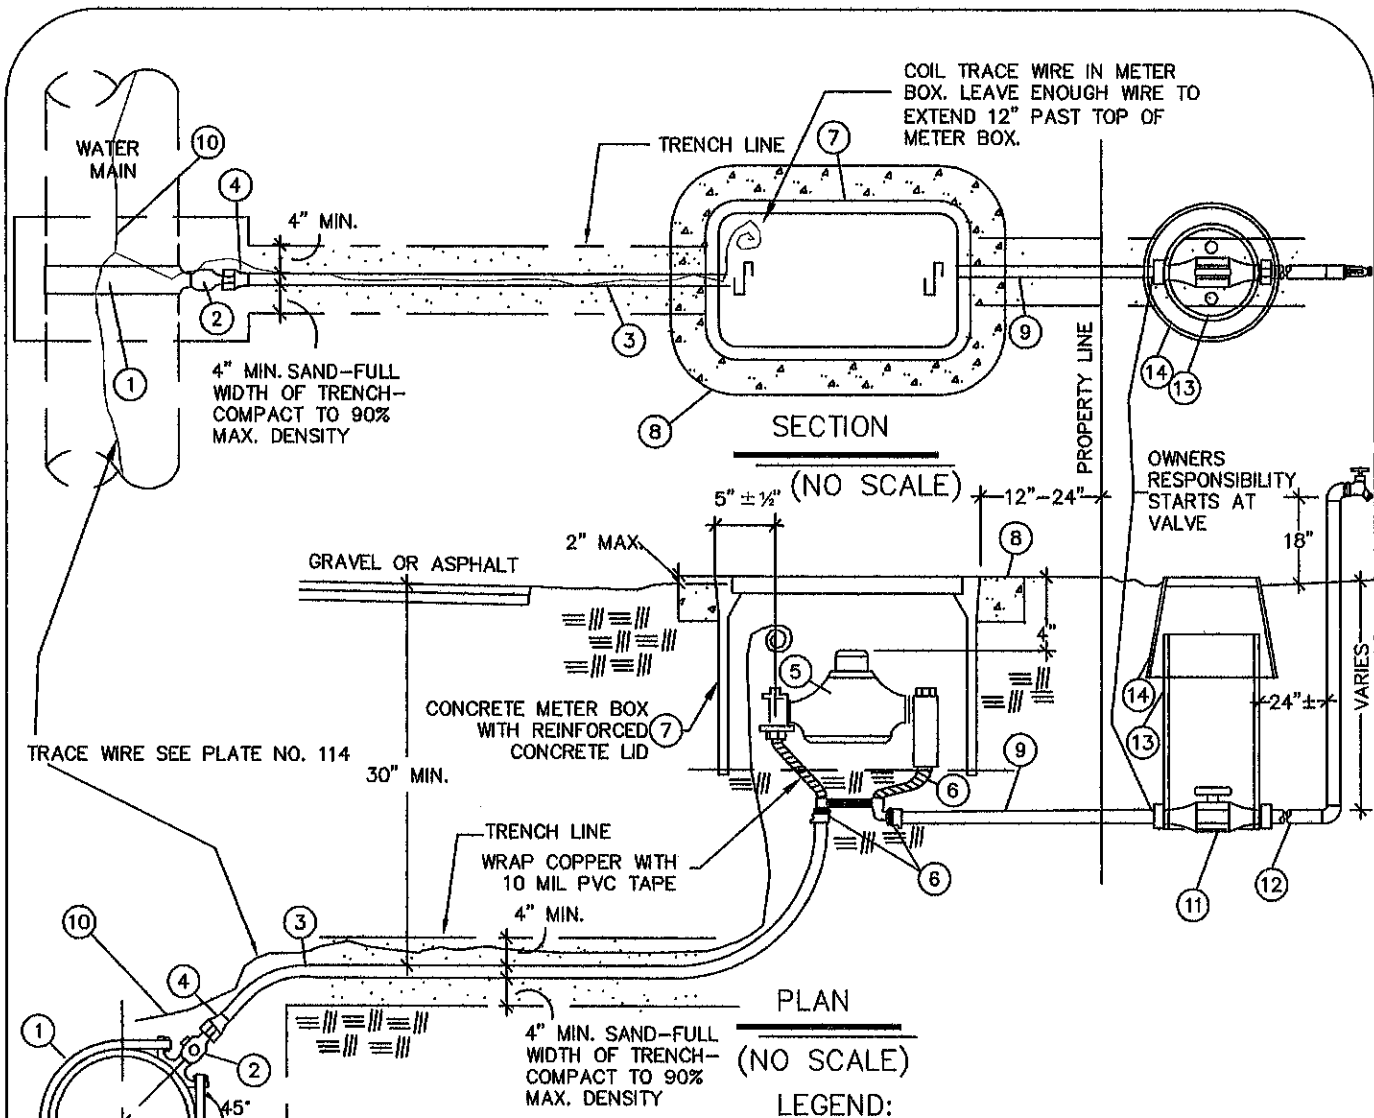 COIL TRACE WIRE IN METER
BOX. LEAVE ENOUGH WIRE TO
EXTEND 12" PAST TOP OF
METER BOX.
WATER
MAIN
10
TRENCH LINE
7
4
4" MIN.
2
3
9
1
4" MIN. SAND-FULL
WIDTH OF TRENCH-
COMPACT TO 90%
MAX. DENSITY
8
SECTION
(NO SCALE)
PROPERTY LINE
14
13
OWNERS
RESPONSIBILITY
STARTS AT
VALVE
5" ± ½"
12"-24"
18"
2" MAX.
8
GRAVEL OR ASPHALT
4"
5
CONCRETE METER BOX
WITH REINFORCED
CONCRETE LID
7
14
13
24"±
VARIES
TRACE WIRE SEE PLATE NO. 114
30" MIN.
9
6
TRENCH LINE
WRAP COPPER WITH
10 MIL PVC TAPE
6
11
12
4" MIN.
10
3
4
1
2
45°
4" MIN. SAND-FULL
WIDTH OF TRENCH-
COMPACT TO 90%
MAX. DENSITY
PLAN
(NO SCALE)
LEGEND: